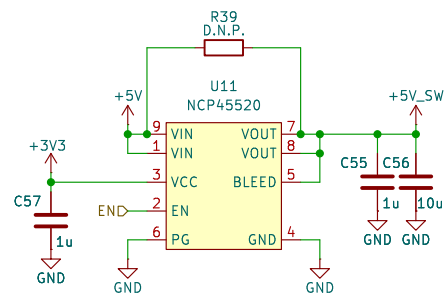 R39
D.N.P.
U11
NCP45520
+5V
+5V_SW
9 VIN VOUT 7
1 VIN VOUT 8
+3V3
3 VCC BLEED 5
C57
1u
C55
1u
C56
10u
EN
2 EN
6 PG GND 4
GND
GND
GND
GND
GND